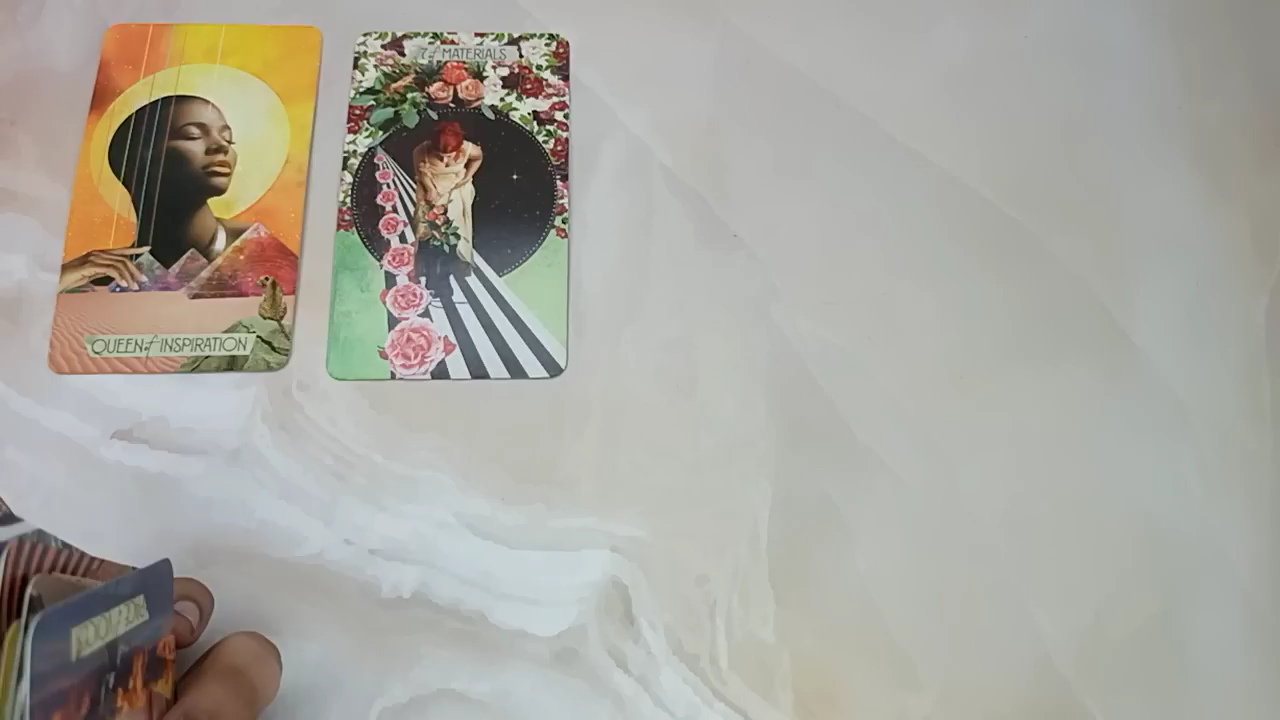 QUEEN of INSPIRATION
7 of MATERIALS